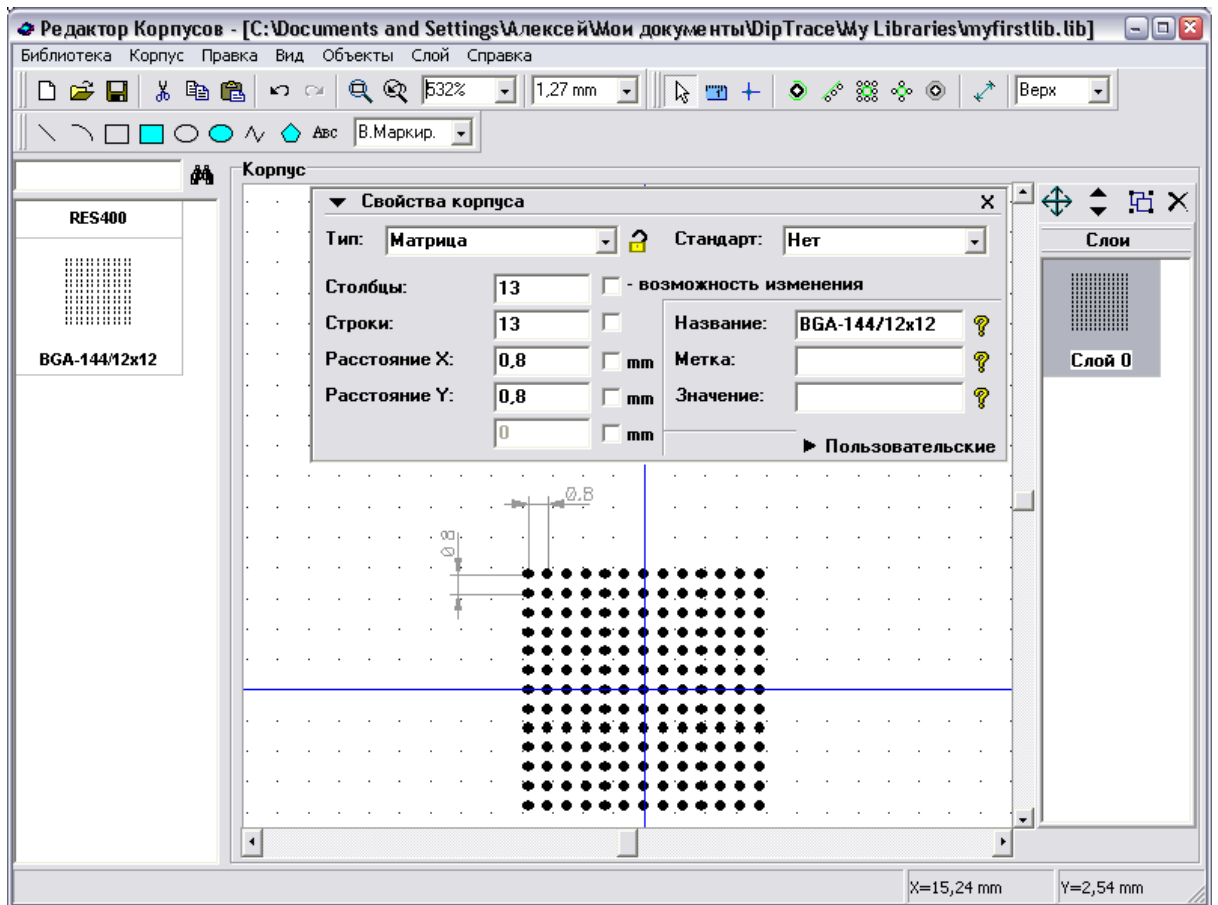 Редактор Корпусов - [C:\Documents and Settings\Алексей\Мои документы\DipTrace\My Libraries\myfirstlib.lib]
Библиотека Корпус Правка Вид Объекты Слой Справка
532% 1,27 mm Верх
ABC В.Маркир.
Корпус
RES400
BGA-144/12x12
Свойства корпуса X
Тип: Матрица Стандарт: Нет
Столбцы: 13 - возможность изменения
Строки: 13 Название: BGA-144/12x12
Расстояние X: 0,8 mm Метка:
Расстояние Y: 0,8 mm Значение:
0 mm
Пользовательские
Слои
Слой 0
0.8
0.8
X=15,24 mm Y=2,54 mm